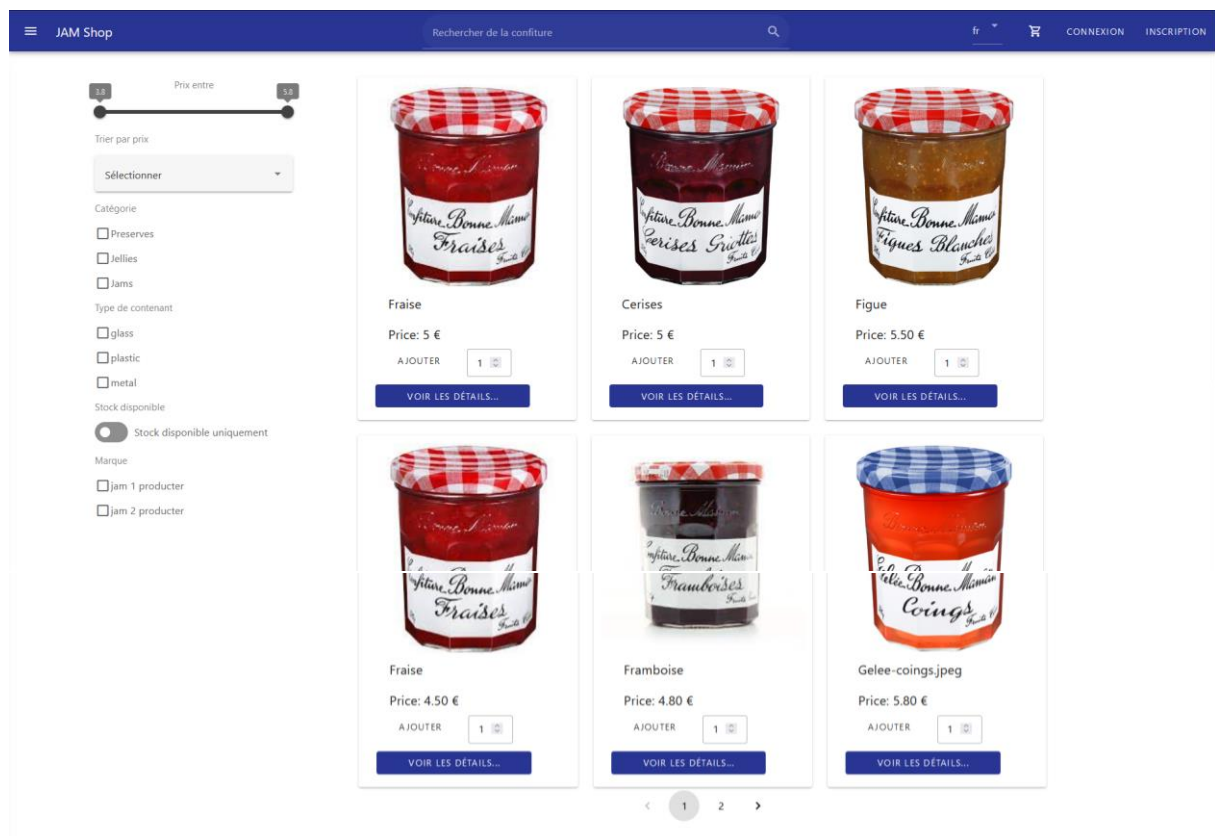 JAM Shop
Rechercher de la confiture
fr
CONNEXION
INSCRIPTION
3.8
Prix entre
5.8
Trier par prix
Sélectionner
Catégorie
Preserves
Jellies
Jams
Type de contenant
glass
plastic
metal
Stock disponible
Stock disponible uniquement
Marque
jam 1 producter
jam 2 producter
Bonne Maman
Confiture Bonne Maman
Fraises
Bonne Maman
Confiture Bonne Maman
Cerises Griottes
Fruits
Bonne Maman
Confiture Bonne Maman
Figues Blanches
Fruits
Fraise
Cerises
Figue
Price: 5 €
Price: 5 €
Price: 5.50 €
AJOUTER
1
AJOUTER
1
AJOUTER
1
VOIR LES DÉTAILS...
VOIR LES DÉTAILS...
VOIR LES DÉTAILS...
Confiture Bonne Maman
Fraises
Confiture Bonne Maman
Framboises
Gelée Bonne Maman
Coings
Fraise
Framboise
Gelee-coings.jpeg
Price: 4.50 €
Price: 4.80 €
Price: 5.80 €
AJOUTER
1
AJOUTER
1
AJOUTER
1
VOIR LES DÉTAILS...
VOIR LES DÉTAILS...
VOIR LES DÉTAILS...
< 1 2 >